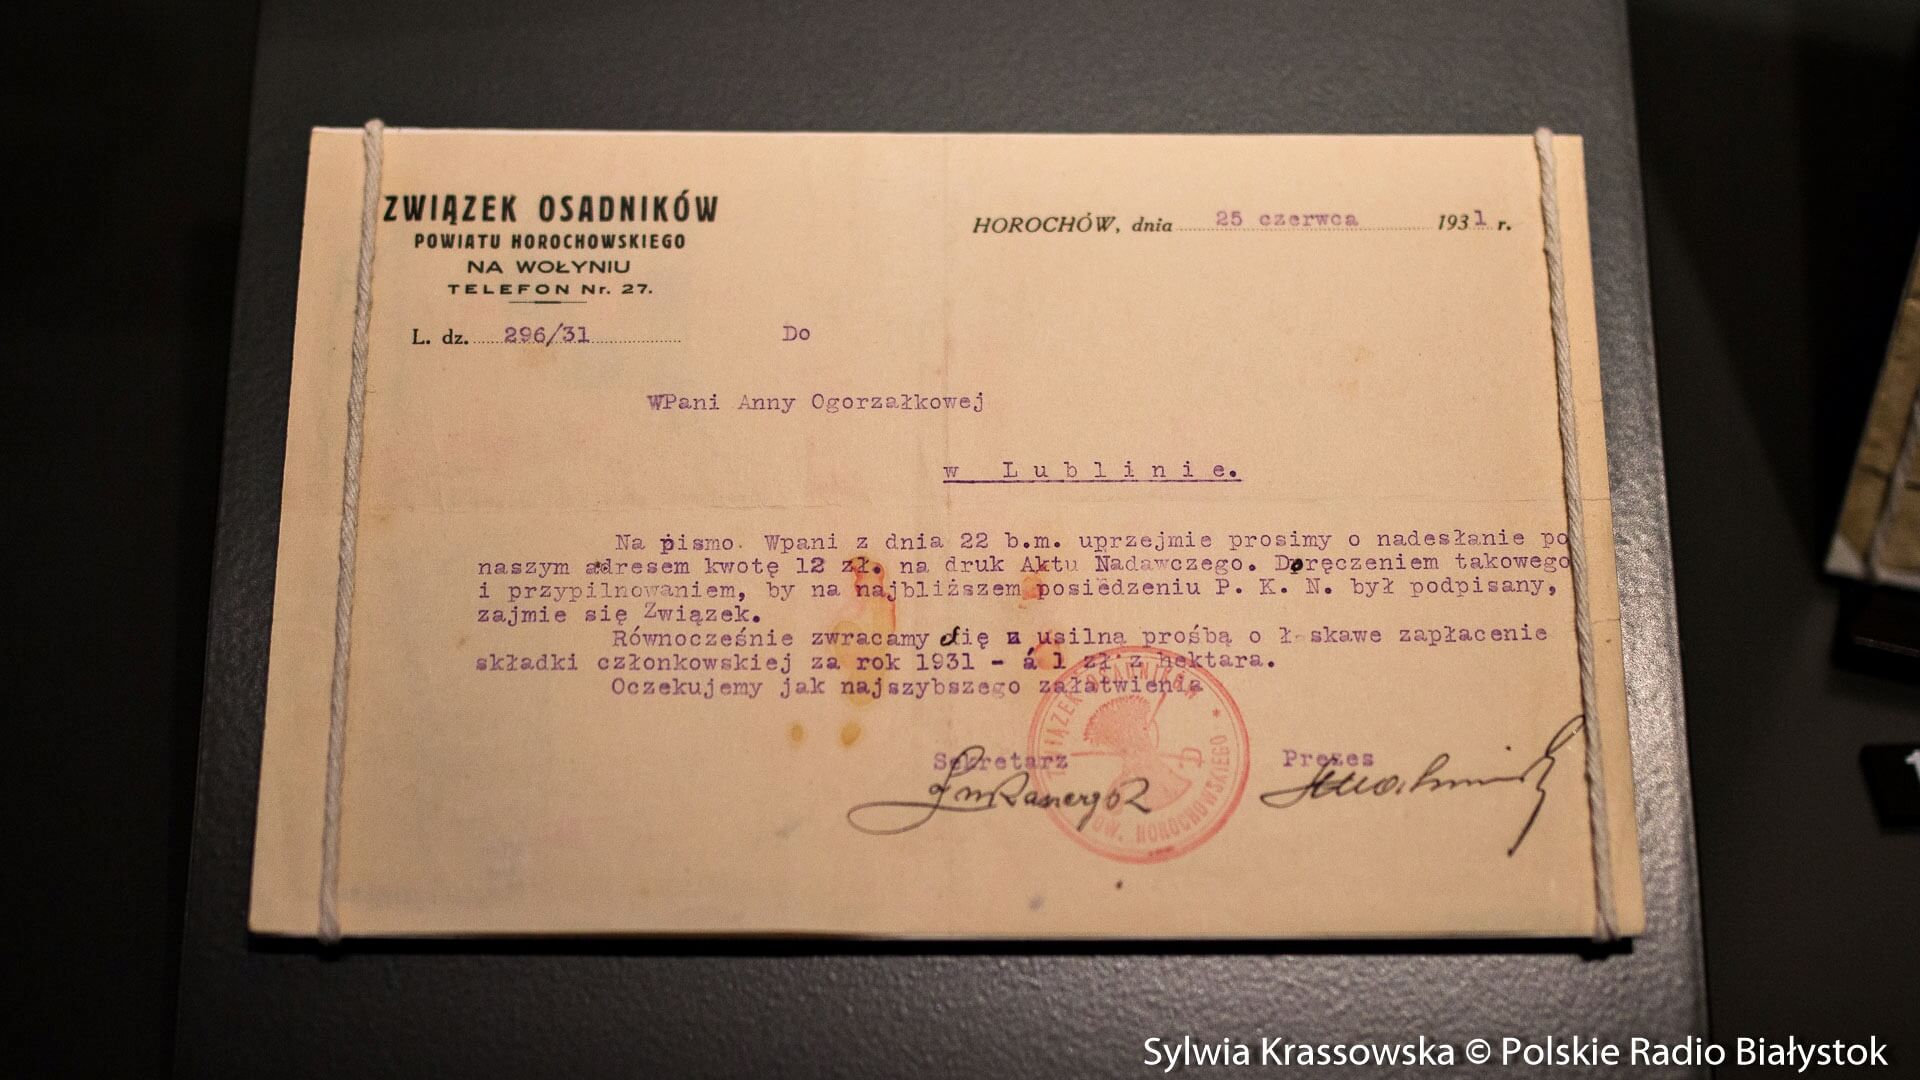 ZWIĄZEK OSADNIKÓW
POWIATU HOROCHOWSKIEGO
NA WOŁYNIU
TELEFON Nr. 27.
HOROCHÓW, dnia 25 czerwca 1931 r.
L. dz. 296/31
Do
WPani Anny Ogorzałkowej
w Lublinie.
Na pismo Wpani z dnia 22 b.m. uprzejmie prosimy o nadesłanie po
naszym adresem kwotę 12 zł. na druk Aktu Nadawczego. Doręczeniem takowego
i przypilnowaniem, by na najbliższem posiedzeniu P. K. N. był podpisany,
zajmie się Związek.
Równocześnie zwracamy się z usilną prośbą o łaskawe zapłacenie
składki członkowskiej za rok 1931 - á 1 zł z hektara.
Oczekujemy jak najszybszego załatwienia
Sekretarz
Prezes
ZWIĄZEK OSADNIKÓW * POW. HOROCHOWSKIEGO *
Sylwia Krassowska © Polskie Radio Białystok